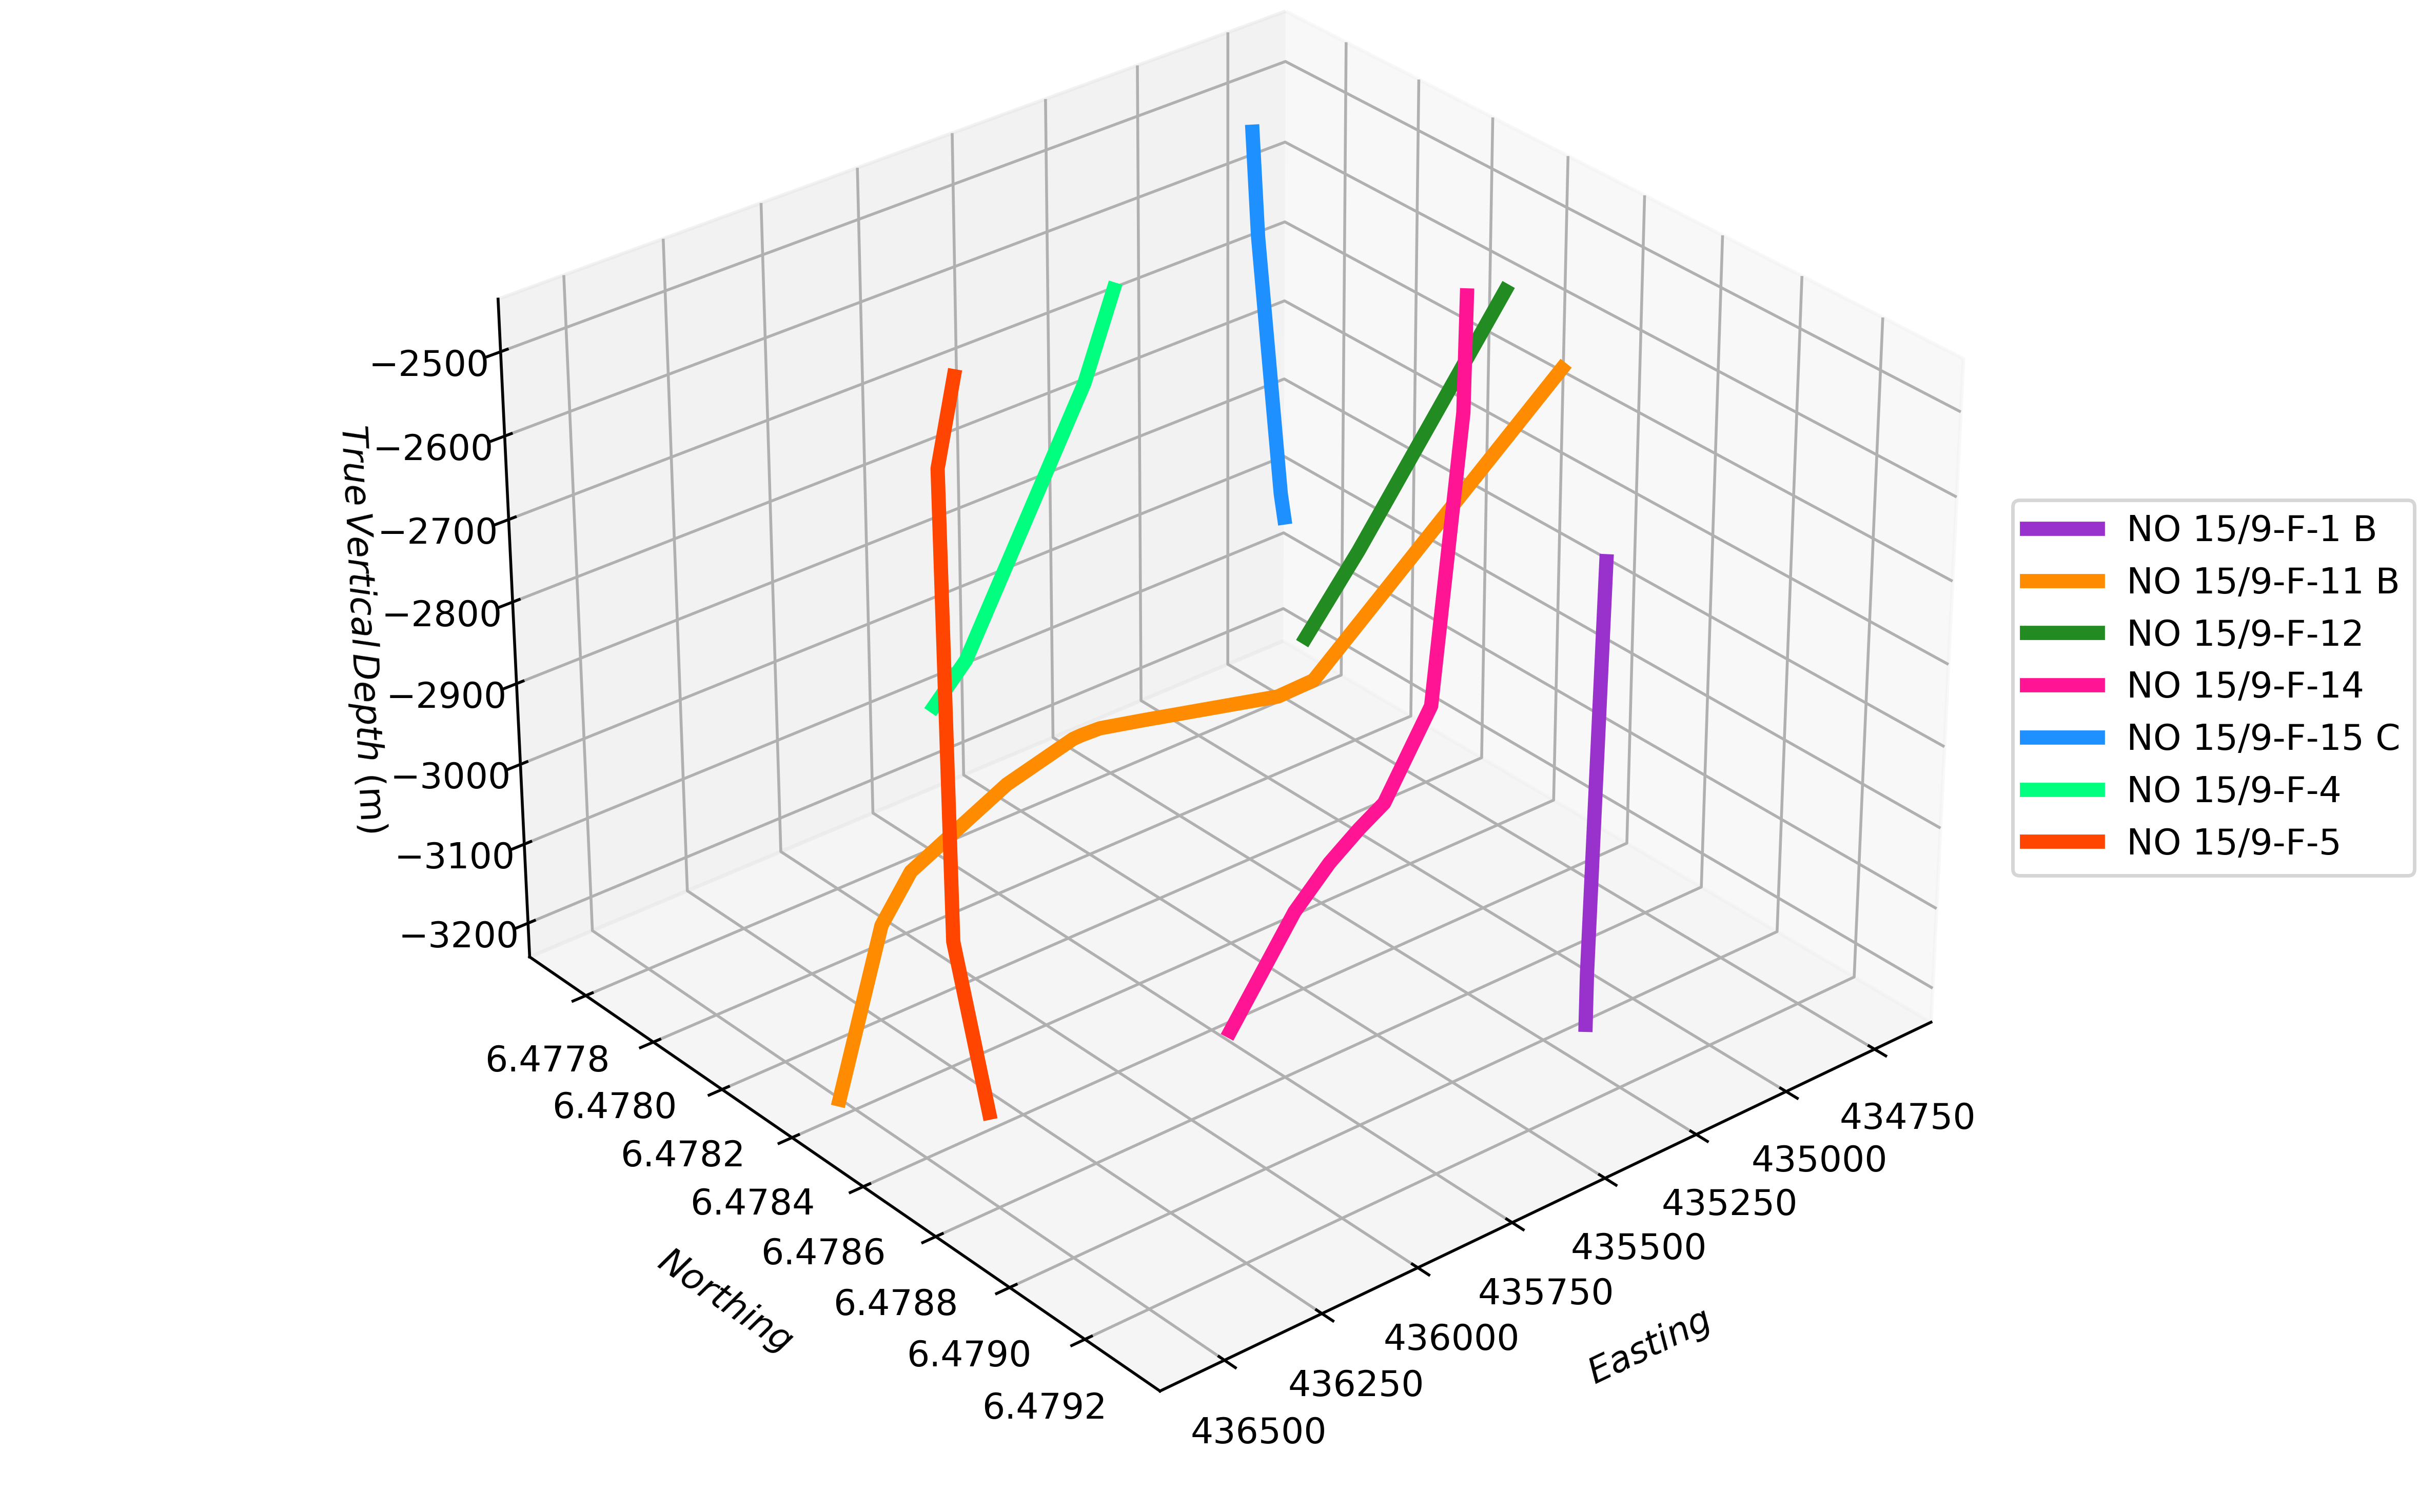 −2500
−2600
−2700
−2800
−2900
−3000
−3100
−3200
True Vertical Depth (m)
6.4778
6.4780
6.4782
6.4784
6.4786
6.4788
6.4790
6.4792
Northing
434750
435000
435250
435500
435750
436000
436250
436500
Easting
NO 15/9-F-1 B
NO 15/9-F-11 B
NO 15/9-F-12
NO 15/9-F-14
NO 15/9-F-15 C
NO 15/9-F-4
NO 15/9-F-5